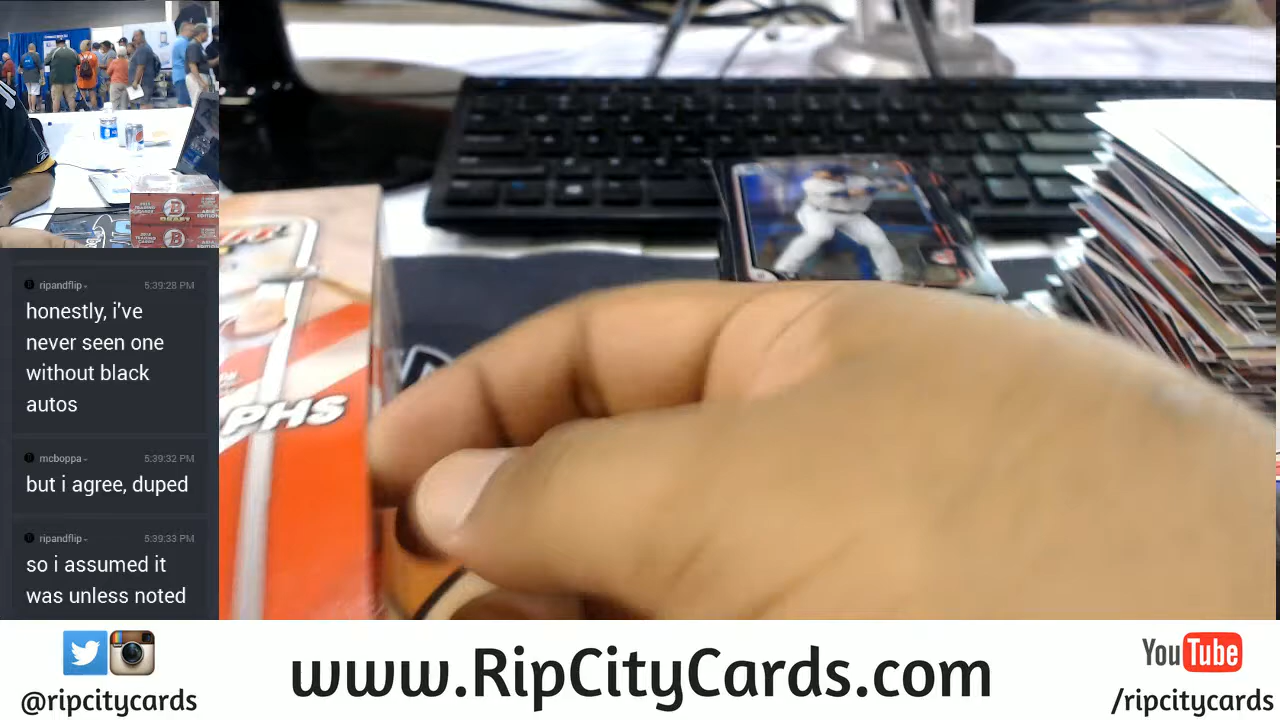 ripandflip
5:39:28 PM
honestly, i've
never seen one
without black
autos
mcboppa
5:39:32 PM
but i agree, duped
ripandflip
5:39:33 PM
so i assumed it
was unless noted
PHS
@ripcitycards
www.RipCityCards.com
YouTube
/ripcitycards